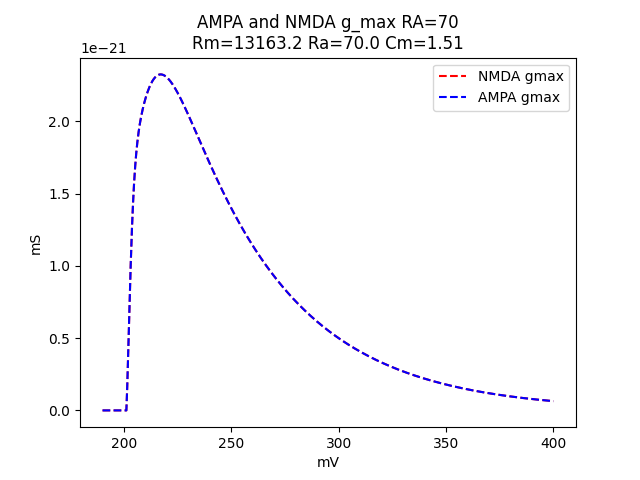 AMPA and NMDA g_max RA=70
Rm=13163.2 Ra=70.0 Cm=1.51
1e−21
NMDA gmax
AMPA gmax
2.0
1.5
1.0
0.5
0.0
mS
200 250 300 350 400
mV